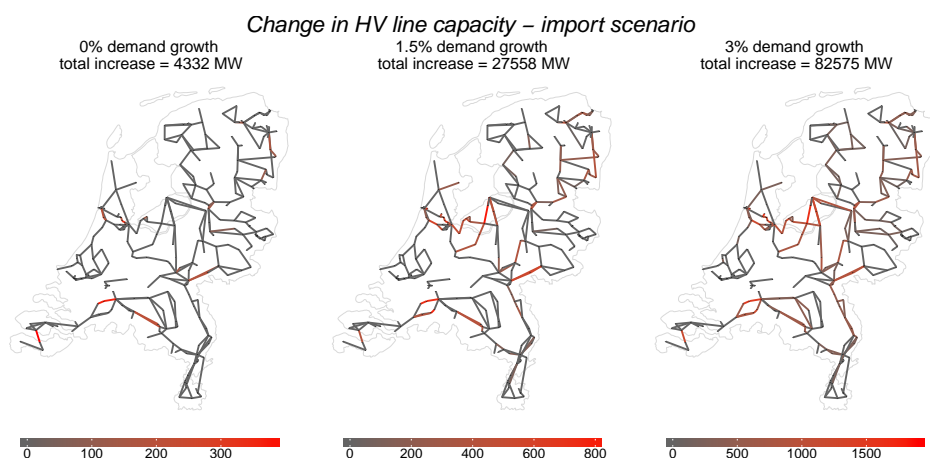 Change in HV line capacity – import scenario
0% demand growth
total increase = 4332 MW
1.5% demand growth
total increase = 27558 MW
3% demand growth
total increase = 82575 MW
0 100 200 300
0 200 400 600 800
0 500 1000 1500